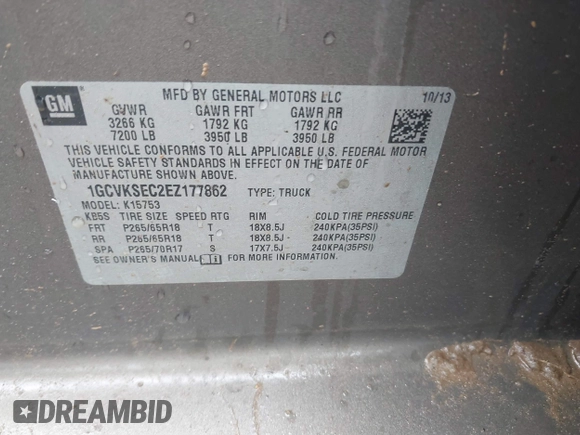 GM
MFD BY GENERAL MOTORS LLC 10/13
GVWR GAWR FRT GAWR RR
3266 KG 1792 KG 1792 KG
7200 LB 3950 LB 3950 LB
THIS VEHICLE CONFORMS TO ALL APPLICABLE U.S. FEDERAL MOTOR
VEHICLE SAFETY STANDARDS IN EFFECT ON THE DATE OF
MANUFACTURE SHOWN ABOVE.
1GCVKSEC2EZ177862 TYPE: TRUCK
MODEL: K15753
KB5S TIRE SIZE SPEED RTG RIM COLD TIRE PRESSURE
FRT P265/65R18 T 18X8.5J 240KPA(35PSI)
RR P265/65R18 T 18X8.5J 240KPA(35PSI)
SPA P265/70R17 S 17X7.5J 240KPA(35PSI)
SEE OWNER'S MANUAL FOR MORE INFORMATION.
DREAMBID